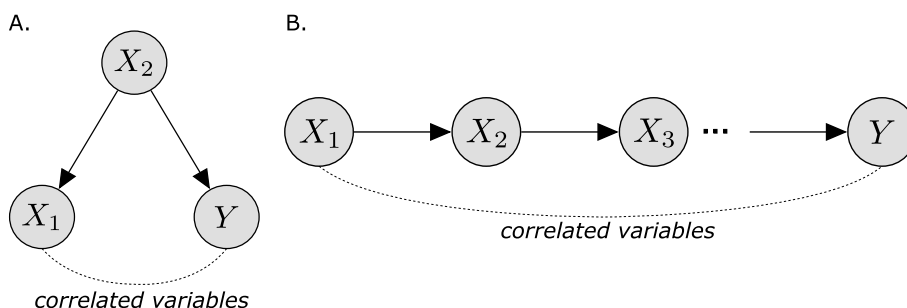 A.
X₂
X₁
Y
correlated variables
B.
X₁ X₂ X₃ ... Y
correlated variables